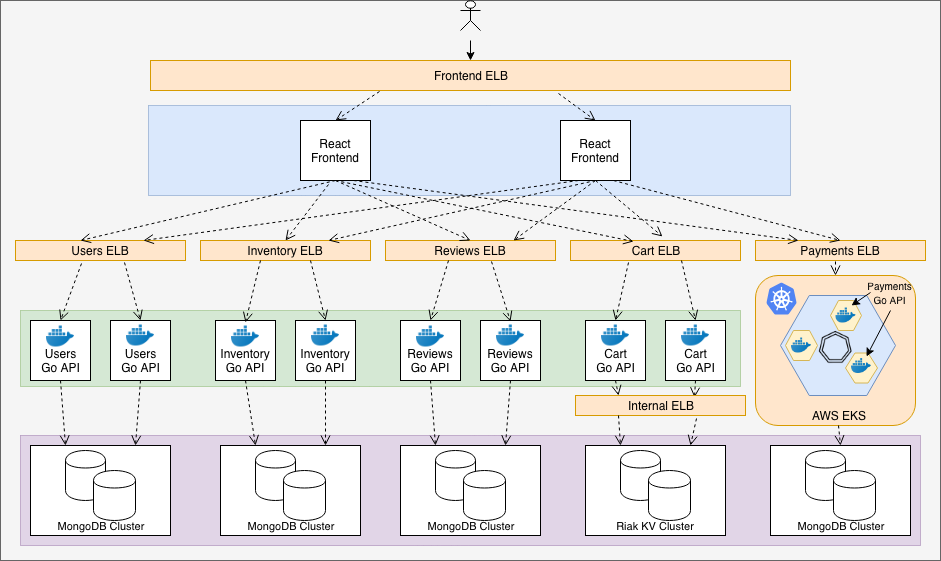 Frontend ELB
React
Frontend
React
Frontend
Users ELB
Inventory ELB
Reviews ELB
Cart ELB
Payments ELB
Payments
Go API
Users
Go API
Users
Go API
Inventory
Go API
Inventory
Go API
Reviews
Go API
Reviews
Go API
Cart
Go API
Cart
Go API
Internal ELB
AWS EKS
MongoDB Cluster
MongoDB Cluster
MongoDB Cluster
Riak KV Cluster
MongoDB Cluster